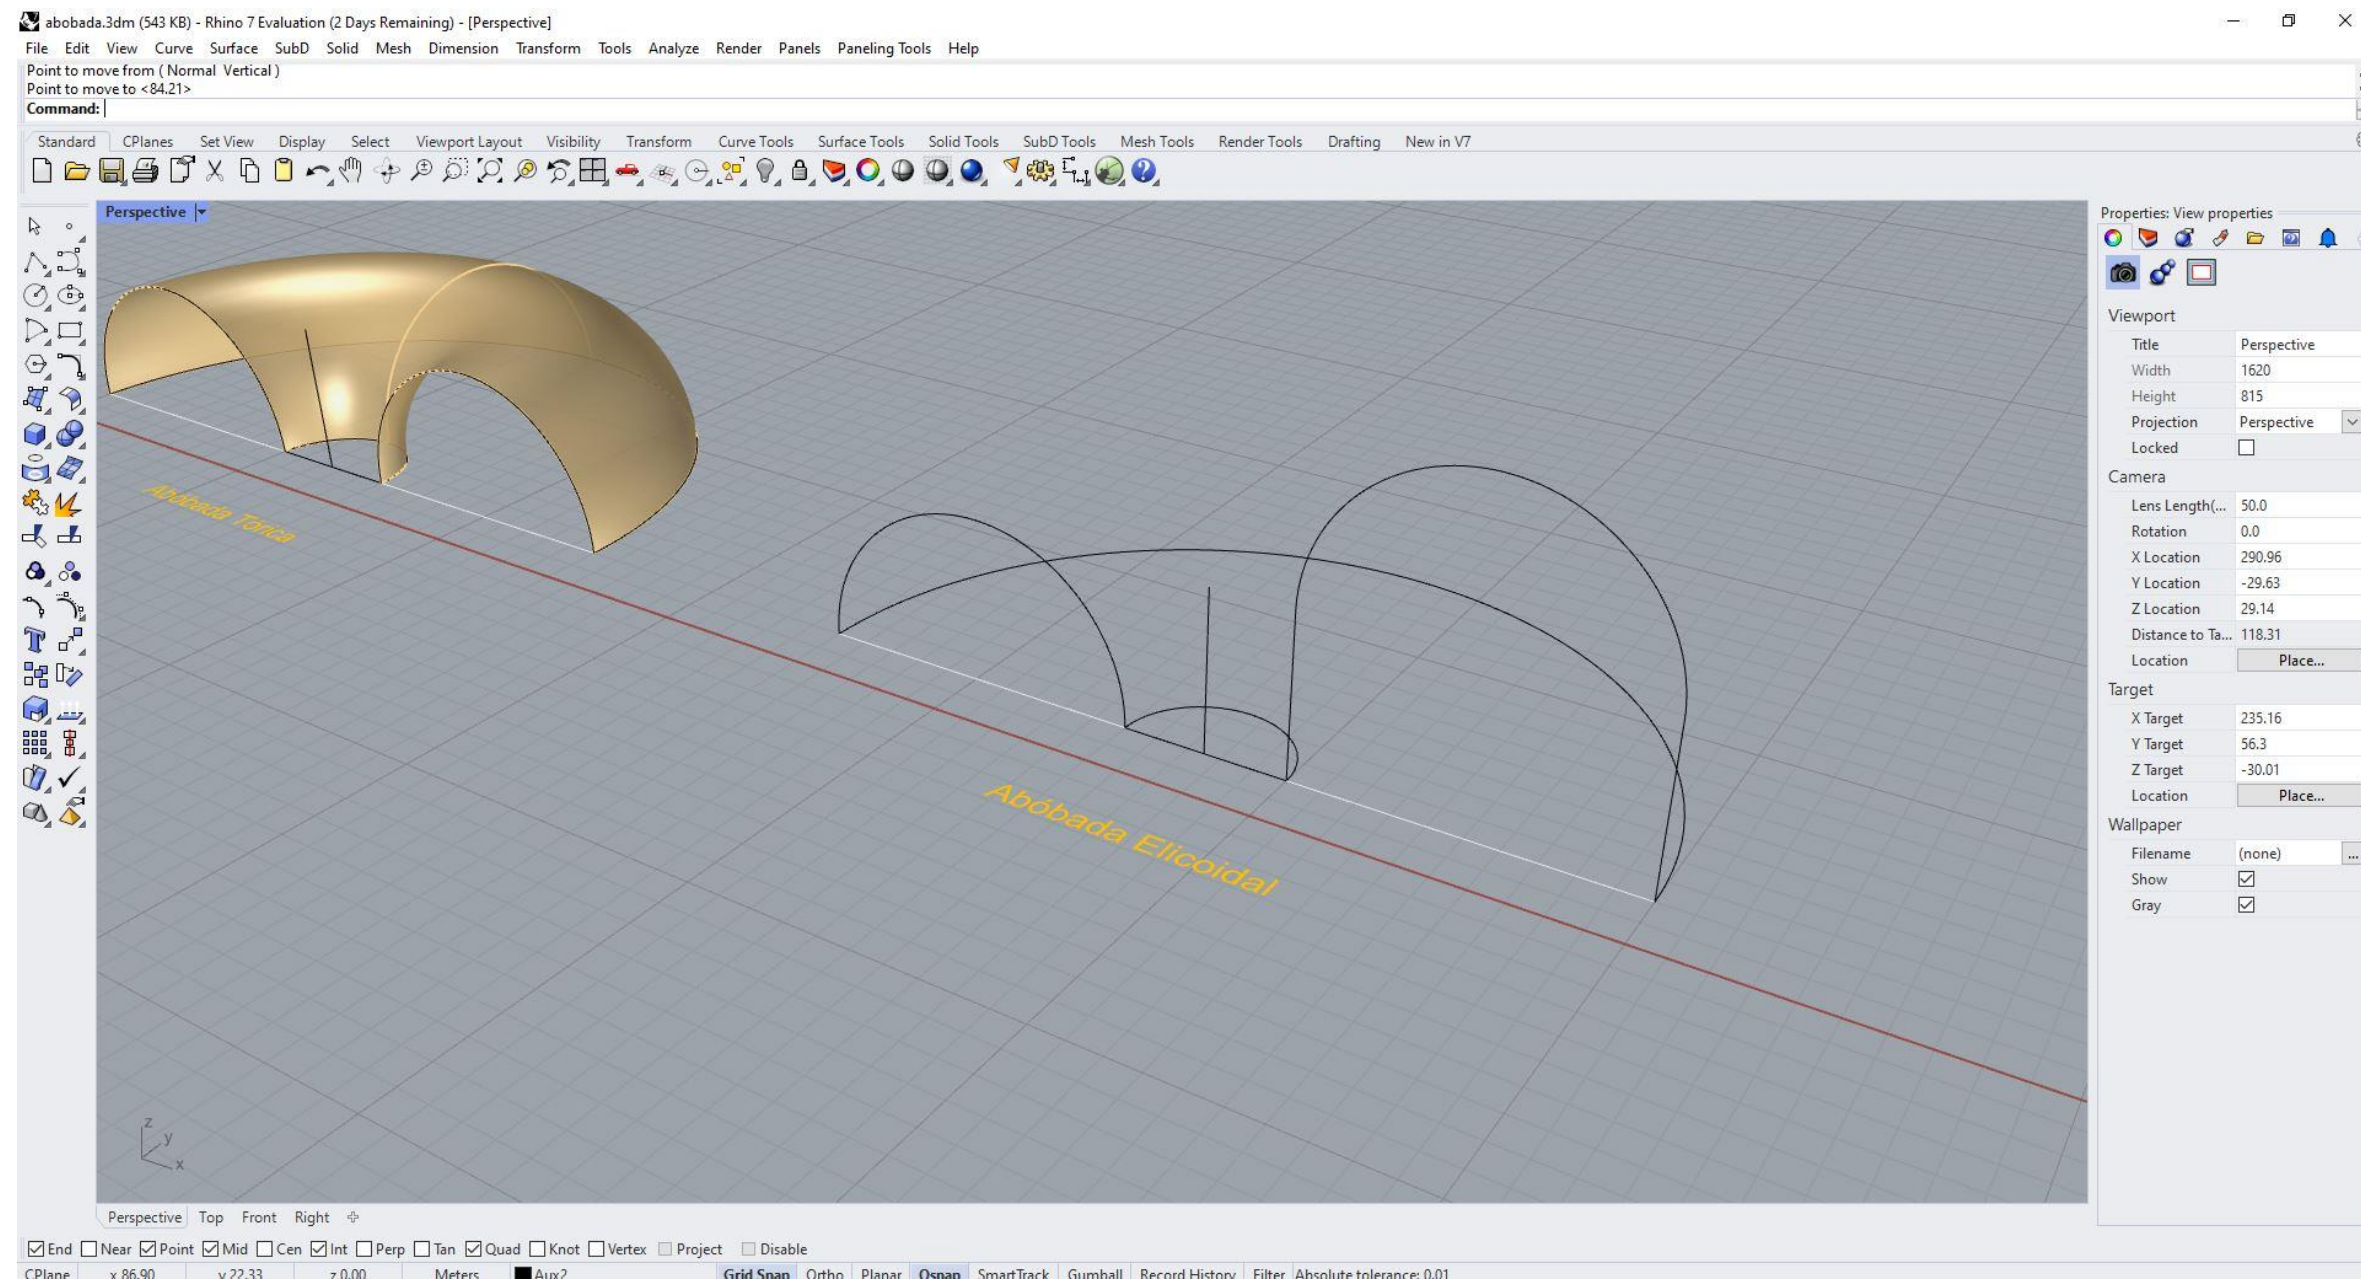 abobada.3dm (543 KB) - Rhino 7 Evaluation (2 Days Remaining) - [Perspective]
File Edit View Curve Surface SubD Solid Mesh Dimension Transform Tools Analyze Render Panels Paneling Tools Help
Point to move from ( Normal Vertical )
Point to move to <84.21>
Command:
Standard CPlanes Set View Display Select Viewport Layout Visibility Transform Curve Tools Surface Tools Solid Tools SubD Tools Mesh Tools Render Tools Drafting New in V7
Perspective
Abóbada Tórica
Abóbada Elicoidal
z
y
x
Properties: View properties
Viewport
Title Perspective
Width 1620
Height 815
Projection Perspective
Locked
Camera
Lens Length(... 50.0
Rotation 0.0
X Location 290.96
Y Location -29.63
Z Location 29.14
Distance to Ta... 118.31
Location Place...
Target
X Target 235.16
Y Target 56.3
Z Target -30.01
Location Place...
Wallpaper
Filename (none) ...
Show
Gray
Perspective Top Front Right
End Near Point Mid Cen Int Perp Tan Quad Knot Vertex Project Disable
CPlane x 86.90 y 22.33 z 0.00 Meters Aux2 Grid Snap Ortho Planar Osnap SmartTrack Gumball Record History Filter Absolute tolerance: 0.01